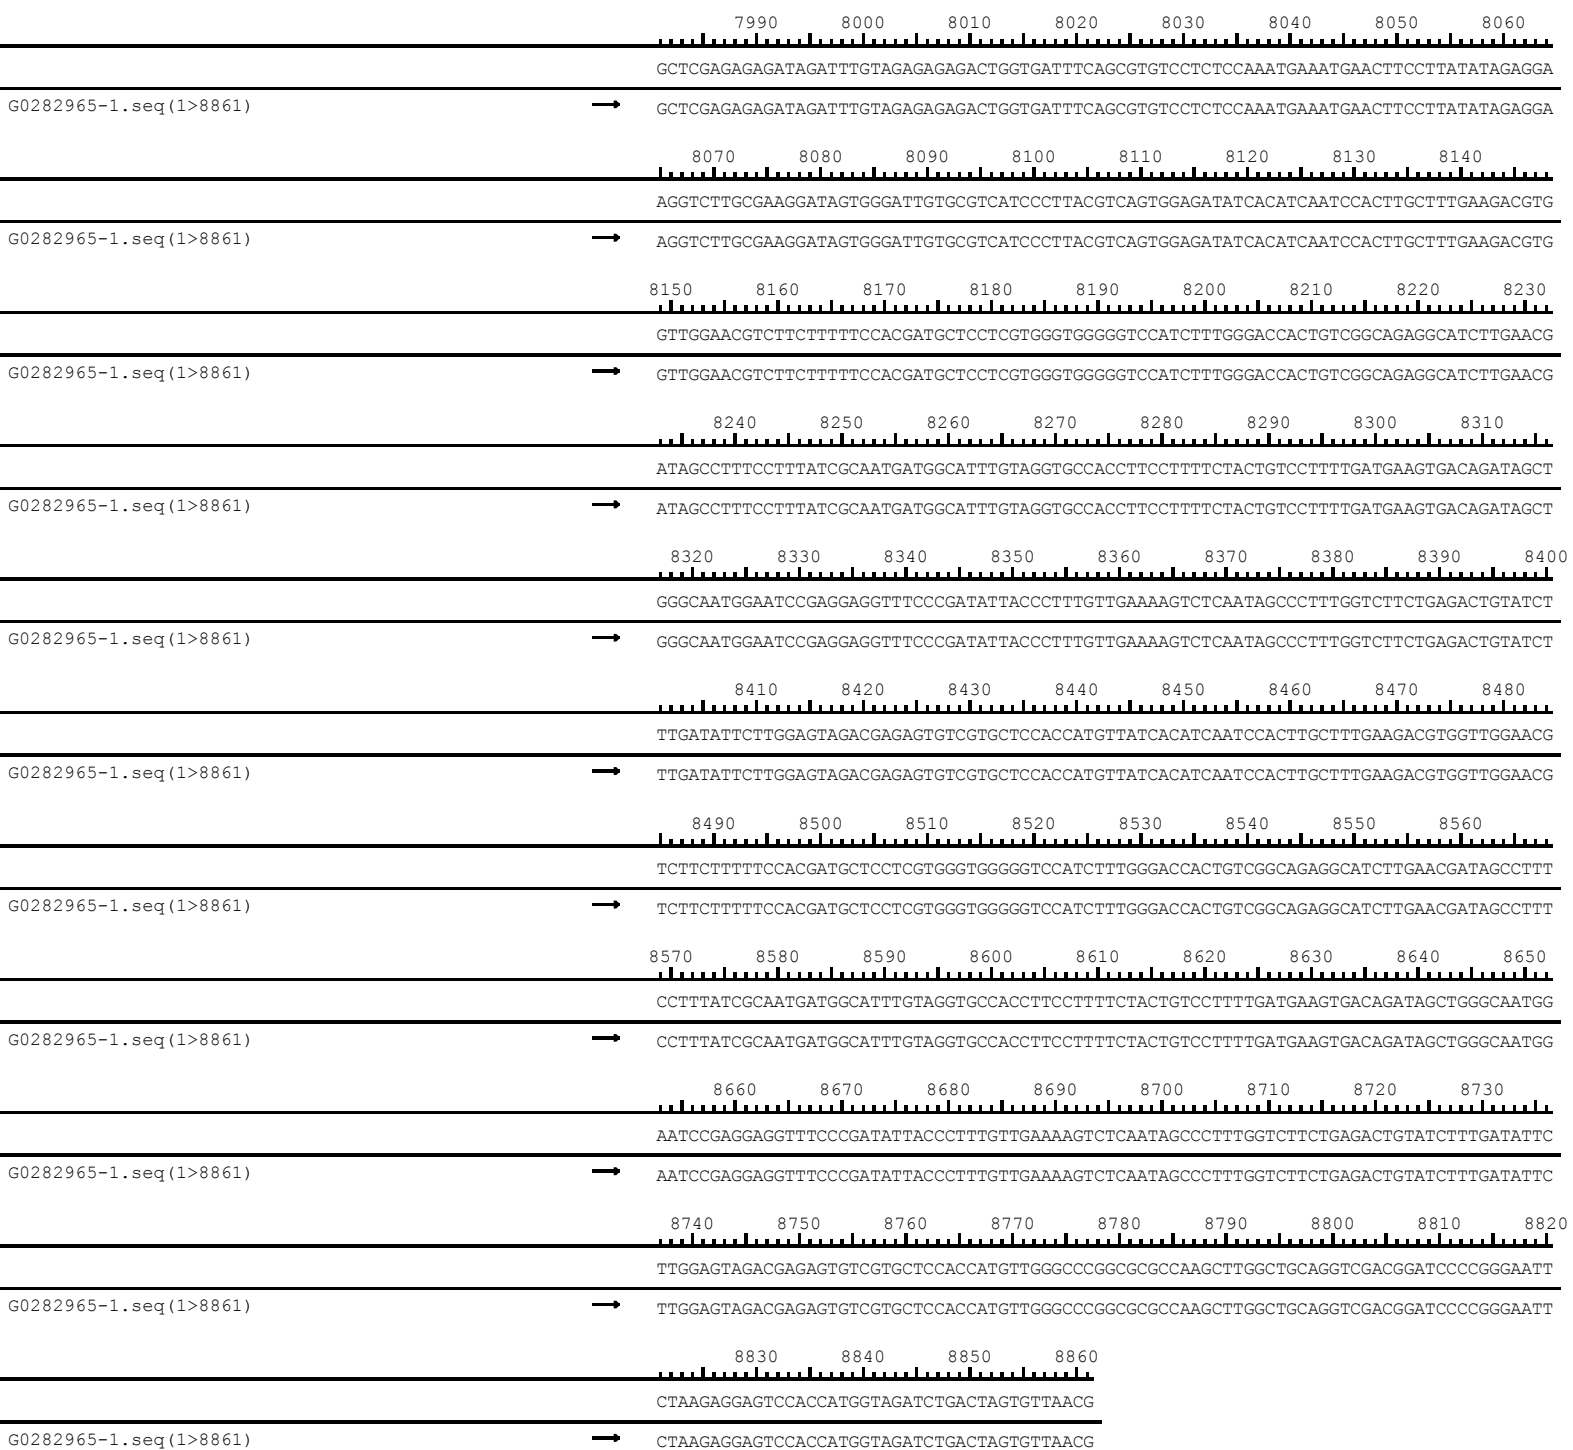 7990 8000 8010 8020 8030 8040 8050 8060
GCTCGAGAGAGATAGATTTGTAGAGAGAGACTGGTGATTTCAGCGTGTCCTCTCCAAATGAAATGAACTTCCTTATATAGAGGA
G0282965-1.seq(1>8861) → GCTCGAGAGAGATAGATTTGTAGAGAGAGACTGGTGATTTCAGCGTGTCCTCTCCAAATGAAATGAACTTCCTTATATAGAGGA
8070 8080 8090 8100 8110 8120 8130 8140
AGGTCTTGCGAAGGATAGTGGGATTGTGCGTCATCCCTTACGTCAGTGGAGATATCACATCAATCCACTTGCTTTGAAGACGTG
G0282965-1.seq(1>8861) → AGGTCTTGCGAAGGATAGTGGGATTGTGCGTCATCCCTTACGTCAGTGGAGATATCACATCAATCCACTTGCTTTGAAGACGTG
8150 8160 8170 8180 8190 8200 8210 8220 8230
GTTGGAACGTCTTCTTTTTCCACGATGCTCCTCGTGGGTGGGGGTCCATCTTTGGGACCACTGTCGGCAGAGGCATCTTGAACG
G0282965-1.seq(1>8861) → GTTGGAACGTCTTCTTTTTCCACGATGCTCCTCGTGGGTGGGGGTCCATCTTTGGGACCACTGTCGGCAGAGGCATCTTGAACG
8240 8250 8260 8270 8280 8290 8300 8310
ATAGCCTTTCCTTTATCGCAATGATGGCATTTGTAGGTGCCACCTTCCTTTTCTACTGTCCTTTTGATGAAGTGACAGATAGCT
G0282965-1.seq(1>8861) → ATAGCCTTTCCTTTATCGCAATGATGGCATTTGTAGGTGCCACCTTCCTTTTCTACTGTCCTTTTGATGAAGTGACAGATAGCT
8320 8330 8340 8350 8360 8370 8380 8390 8400
GGGCAATGGAATCCGAGGAGGTTTCCCGATATTACCCTTTGTTGAAAAGTCTCAATAGCCCTTTGGTCTTCTGAGACTGTATCT
G0282965-1.seq(1>8861) → GGGCAATGGAATCCGAGGAGGTTTCCCGATATTACCCTTTGTTGAAAAGTCTCAATAGCCCTTTGGTCTTCTGAGACTGTATCT
8410 8420 8430 8440 8450 8460 8470 8480
TTGATATTCTTGGAGTAGACGAGAGTGTCGTGCTCCACCATGTTATCACATCAATCCACTTGCTTTGAAGACGTGGTTGGAACG
G0282965-1.seq(1>8861) → TTGATATTCTTGGAGTAGACGAGAGTGTCGTGCTCCACCATGTTATCACATCAATCCACTTGCTTTGAAGACGTGGTTGGAACG
8490 8500 8510 8520 8530 8540 8550 8560
TCTTCTTTTTCCACGATGCTCCTCGTGGGTGGGGGTCCATCTTTGGGACCACTGTCGGCAGAGGCATCTTGAACGATAGCCTTT
G0282965-1.seq(1>8861) → TCTTCTTTTTCCACGATGCTCCTCGTGGGTGGGGGTCCATCTTTGGGACCACTGTCGGCAGAGGCATCTTGAACGATAGCCTTT
8570 8580 8590 8600 8610 8620 8630 8640 8650
CCTTTATCGCAATGATGGCATTTGTAGGTGCCACCTTCCTTTTCTACTGTCCTTTTGATGAAGTGACAGATAGCTGGGCAATGG
G0282965-1.seq(1>8861) → CCTTTATCGCAATGATGGCATTTGTAGGTGCCACCTTCCTTTTCTACTGTCCTTTTGATGAAGTGACAGATAGCTGGGCAATGG
8660 8670 8680 8690 8700 8710 8720 8730
AATCCGAGGAGGTTTCCCGATATTACCCTTTGTTGAAAAGTCTCAATAGCCCTTTGGTCTTCTGAGACTGTATCTTTGATATTC
G0282965-1.seq(1>8861) → AATCCGAGGAGGTTTCCCGATATTACCCTTTGTTGAAAAGTCTCAATAGCCCTTTGGTCTTCTGAGACTGTATCTTTGATATTC
8740 8750 8760 8770 8780 8790 8800 8810 8820
TTGGAGTAGACGAGAGTGTCGTGCTCCACCATGTTGGGCCCGGCGCGCCAAGCTTGGCTGCAGGTCGACGGATCCCCGGGAATT
G0282965-1.seq(1>8861) → TTGGAGTAGACGAGAGTGTCGTGCTCCACCATGTTGGGCCCGGCGCGCCAAGCTTGGCTGCAGGTCGACGGATCCCCGGGAATT
8830 8840 8850 8860
CTAAGAGGAGTCCACCATGGTAGATCTGACTAGTGTTAACG
G0282965-1.seq(1>8861) → CTAAGAGGAGTCCACCATGGTAGATCTGACTAGTGTTAACG